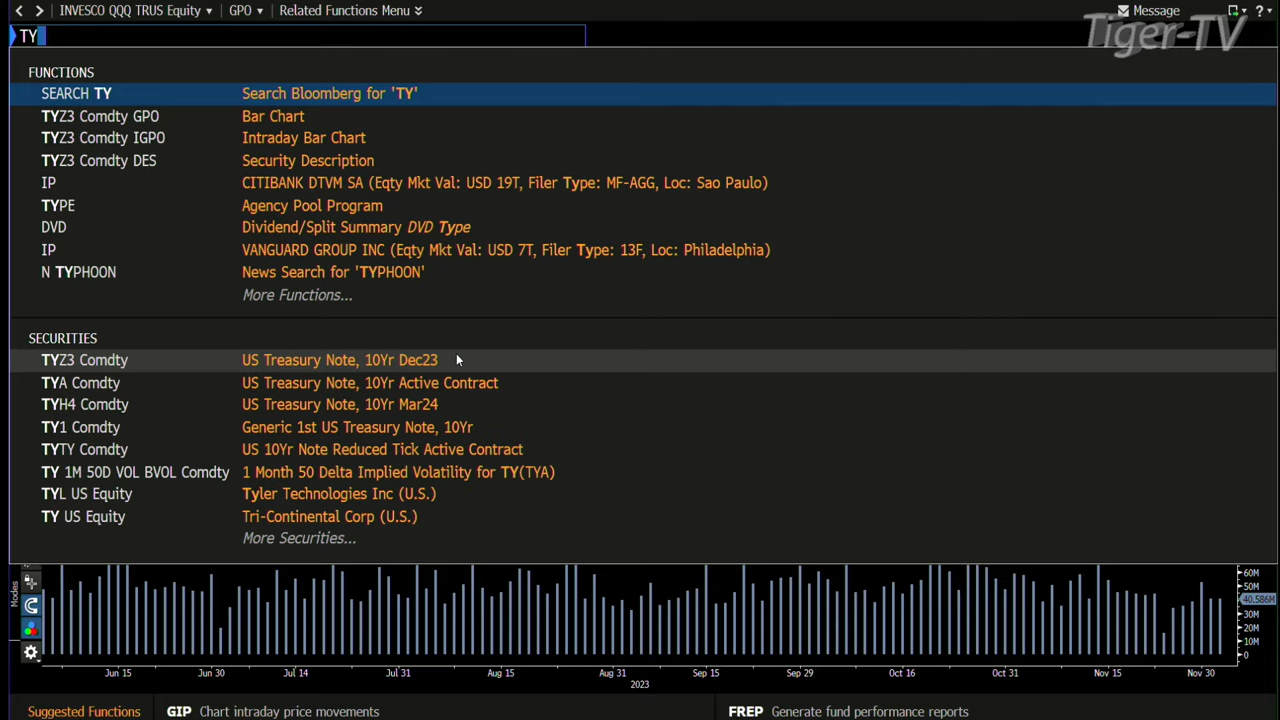 INVESCO QQQ TRUS Equity GPO Related Functions Menu Message ?
Tiger-TV
TY
FUNCTIONS
SEARCH TY Search Bloomberg for 'TY'
TYZ3 Comdty GPO Bar Chart
TYZ3 Comdty IGPO Intraday Bar Chart
TYZ3 Comdty DES Security Description
IP CITIBANK DTVM SA (Eqty Mkt Val: USD 19T, Filer Type: MF-AGG, Loc: Sao Paulo)
TYPE Agency Pool Program
DVD Dividend/Split Summary DVD Type
IP VANGUARD GROUP INC (Eqty Mkt Val: USD 7T, Filer Type: 13F, Loc: Philadelphia)
N TYPHOON News Search for 'TYPHOON'
More Functions...
SECURITIES
TYZ3 Comdty US Treasury Note, 10Yr Dec23
TYA Comdty US Treasury Note, 10Yr Active Contract
TYH4 Comdty US Treasury Note, 10Yr Mar24
TY1 Comdty Generic 1st US Treasury Note, 10Yr
TYTY Comdty US 10Yr Note Reduced Tick Active Contract
TY 1M 50D VOL BVOL Comdty 1 Month 50 Delta Implied Volatility for TY(TYA)
TYL US Equity Tyler Technologies Inc (U.S.)
TY US Equity Tri-Continental Corp (U.S.)
More Securities...
Modes
60M
50M
40.586M
30M
20M
10M
0
Jun 15 Jun 30 Jul 14 Jul 31 Aug 15 Aug 31 Sep 15 Sep 29 Oct 16 Oct 31 Nov 15 Nov 30
2023
Suggested Functions GIP Chart intraday price movements FREP Generate fund performance reports